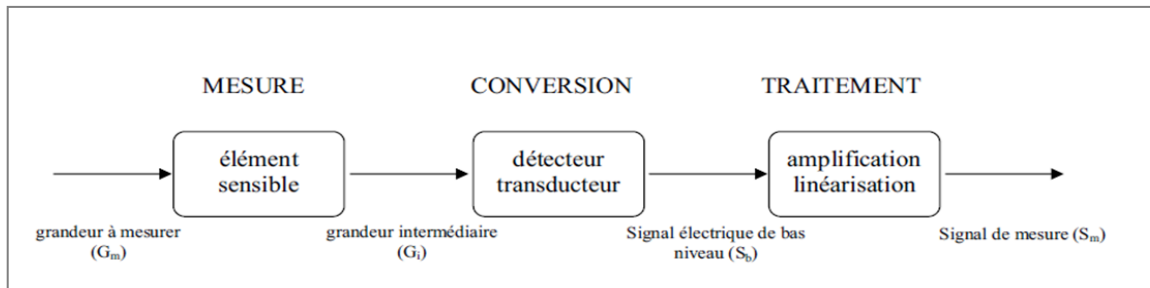 MESURE
CONVERSION
TRAITEMENT
élément
sensible
détecteur
transducteur
amplification
linéarisation
grandeur à mesurer
(Gm)
grandeur intermédiaire
(Gi)
Signal électrique de bas
niveau (Sb)
Signal de mesure (Sm)